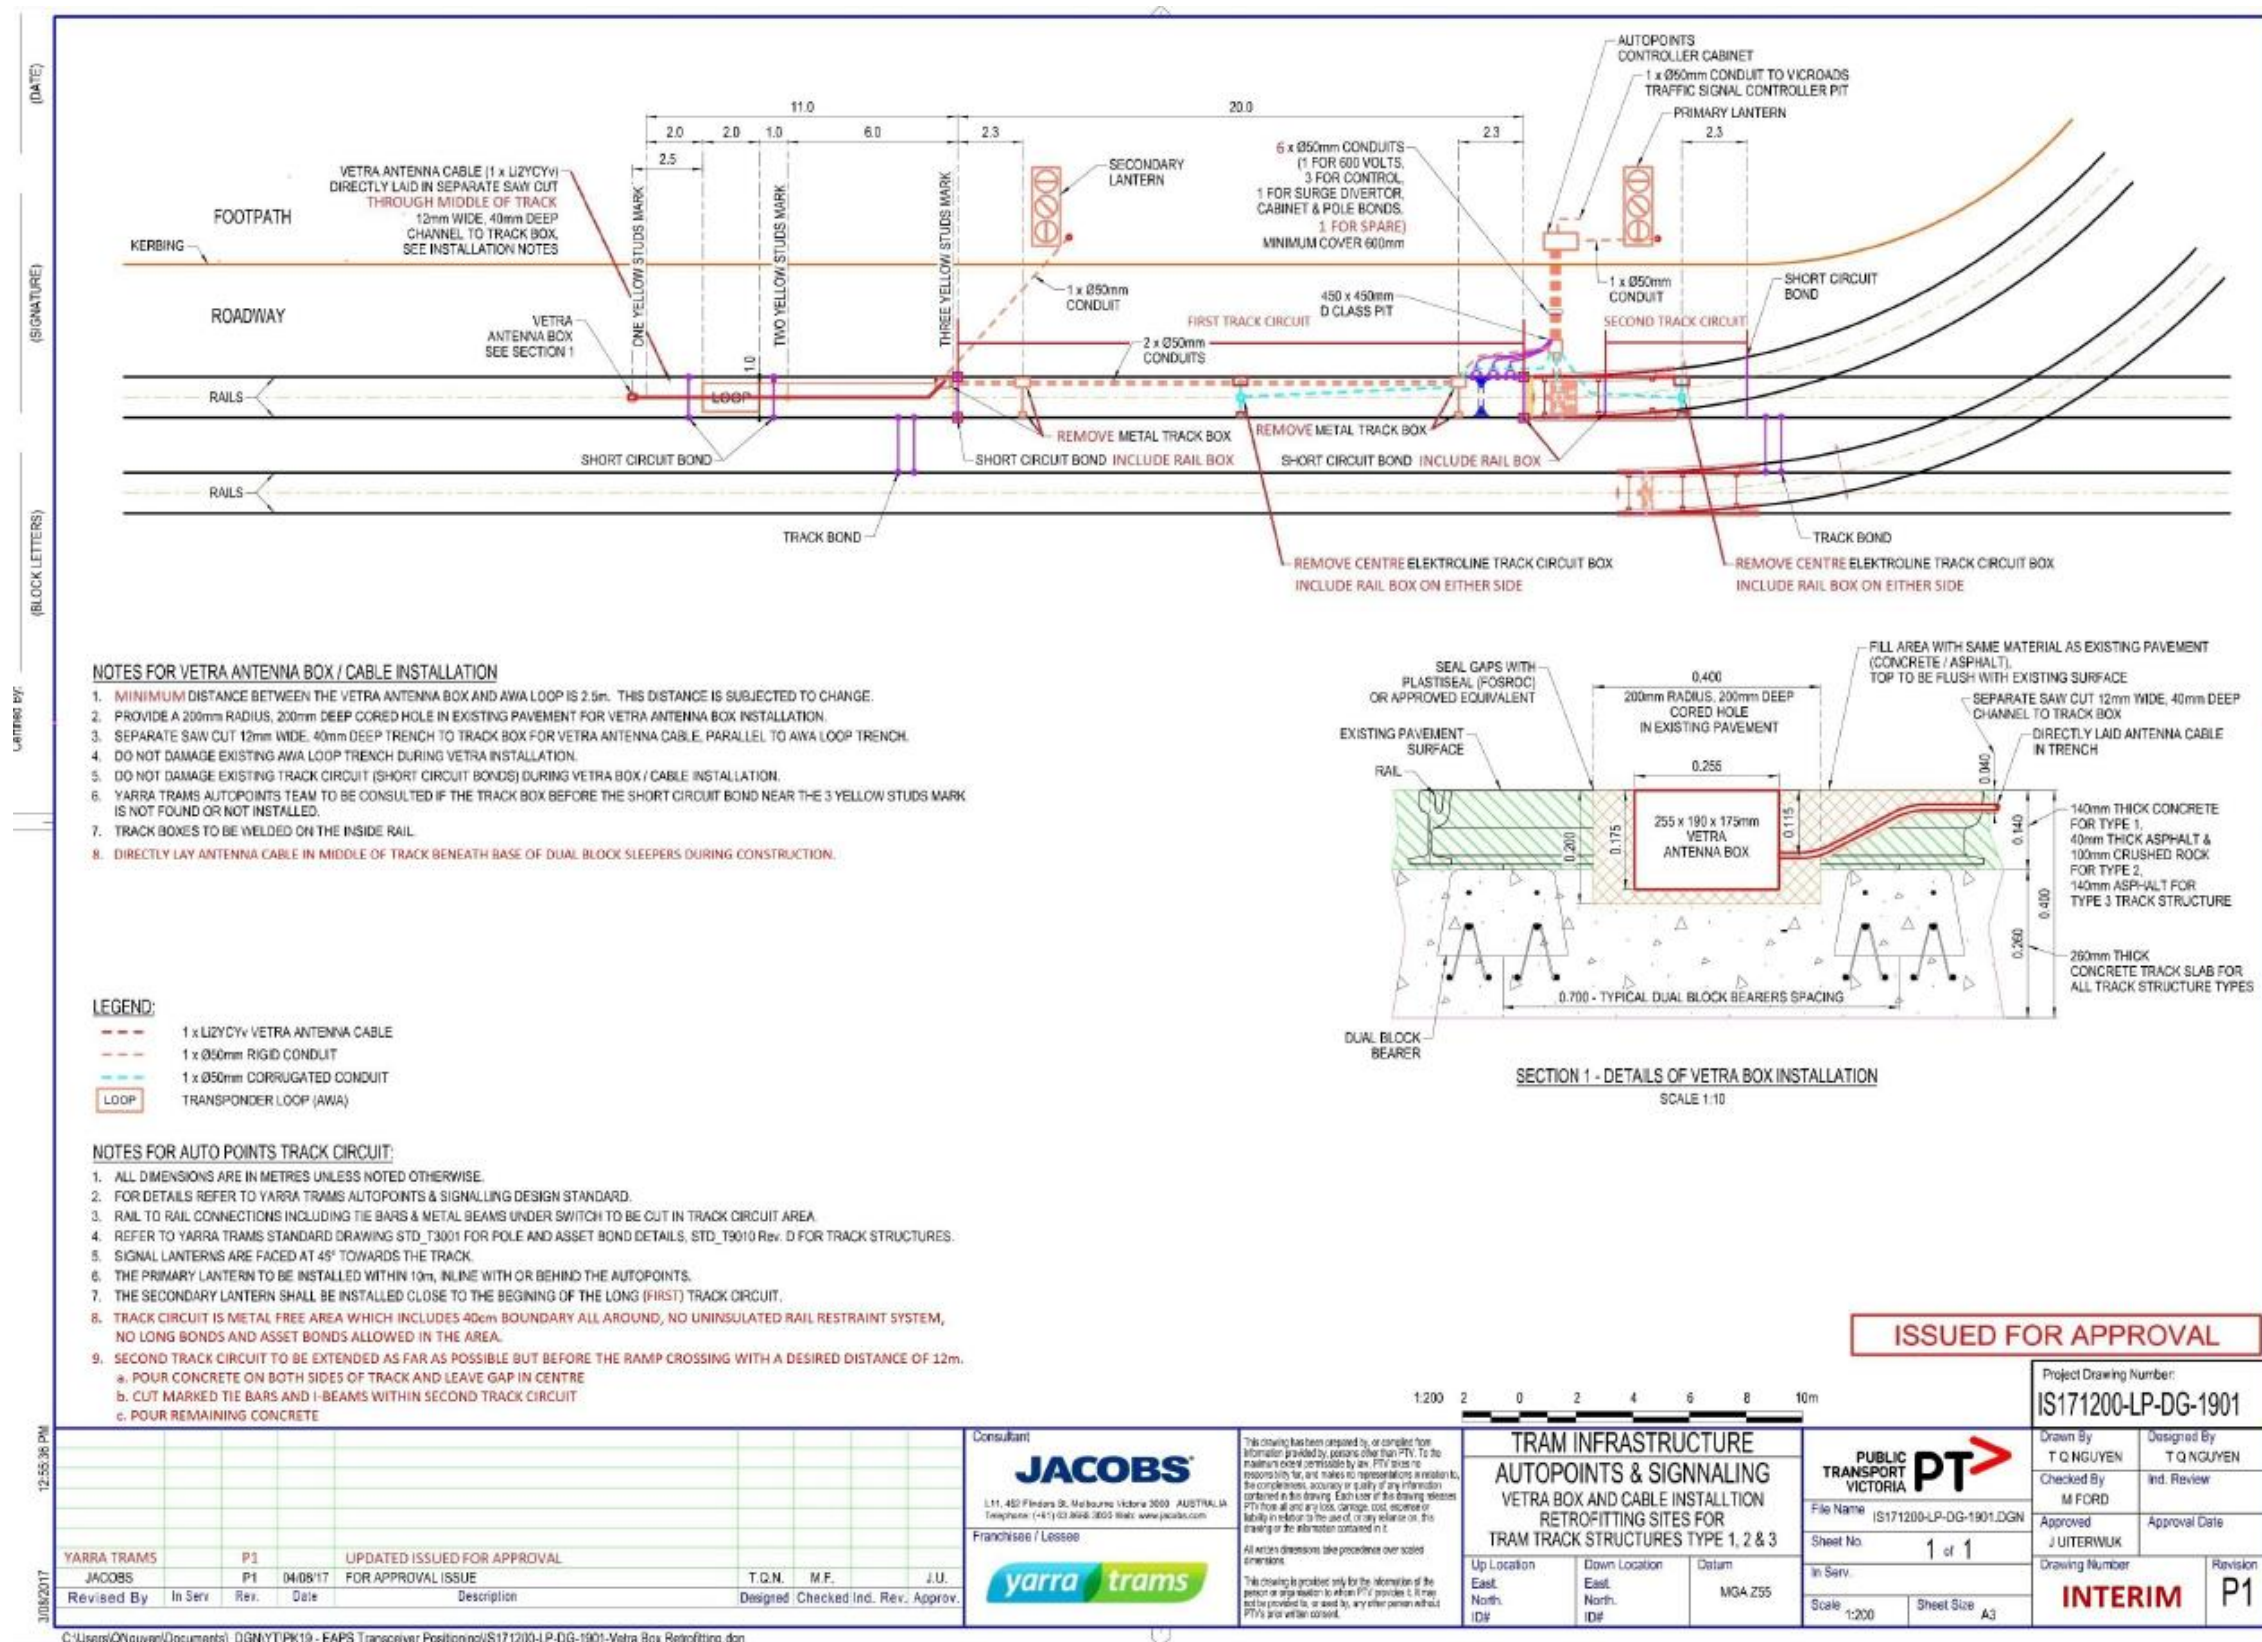 (DATE)
(SIGNATURE)
(BLOCK LETTERS)
12:55:36 PM
3/08/2017
AUTOPOINTS
CONTROLLER CABINET
1 x Ø50mm CONDUIT TO VICROADS
TRAFFIC SIGNAL CONTROLLER PIT
PRIMARY LANTERN
11.0
20.0
2.0
2.0
1.0
6.0
2.3
2.3
2.3
2.5
VETRA ANTENNA CABLE (1 x Li2YCYv)
DIRECTLY LAID IN SEPARATE SAW CUT
THROUGH MIDDLE OF TRACK
12mm WIDE, 40mm DEEP
CHANNEL TO TRACK BOX,
SEE INSTALLATION NOTES
ONE YELLOW STUDS MARK
TWO YELLOW STUDS MARK
THREE YELLOW STUDS MARK
SECONDARY
LANTERN
6 x Ø50mm CONDUITS
(1 FOR 600 VOLTS,
3 FOR CONTROL,
1 FOR SURGE DIVERTOR,
CABINET & POLE BONDS,
1 FOR SPARE)
MINIMUM COVER 600mm
FOOTPATH
KERBING
ROADWAY
VETRA
ANTENNA BOX
SEE SECTION 1
1 x Ø50mm
CONDUIT
450 x 450mm
D CLASS PIT
1 x Ø50mm
CONDUIT
SHORT CIRCUIT
BOND
FIRST TRACK CIRCUIT
SECOND TRACK CIRCUIT
2 x Ø50mm
CONDUITS
1.0
RAILS
LOOP
REMOVE METAL TRACK BOX
REMOVE METAL TRACK BOX
SHORT CIRCUIT BOND
SHORT CIRCUIT BOND INCLUDE RAIL BOX
SHORT CIRCUIT BOND INCLUDE RAIL BOX
RAILS
TRACK BOND
TRACK BOND
REMOVE CENTRE ELEKTROLINE TRACK CIRCUIT BOX
INCLUDE RAIL BOX ON EITHER SIDE
REMOVE CENTRE ELEKTROLINE TRACK CIRCUIT BOX
INCLUDE RAIL BOX ON EITHER SIDE
NOTES FOR VETRA ANTENNA BOX / CABLE INSTALLATION
1. MINIMUM DISTANCE BETWEEN THE VETRA ANTENNA BOX AND AWA LOOP IS 2.5m. THIS DISTANCE IS SUBJECTED TO CHANGE.
2. PROVIDE A 200mm RADIUS, 200mm DEEP CORED HOLE IN EXISTING PAVEMENT FOR VETRA ANTENNA BOX INSTALLATION.
3. SEPARATE SAW CUT 12mm WIDE, 40mm DEEP TRENCH TO TRACK BOX FOR VETRA ANTENNA CABLE, PARALLEL TO AWA LOOP TRENCH.
4. DO NOT DAMAGE EXISTING AWA LOOP TRENCH DURING VETRA INSTALLATION.
5. DO NOT DAMAGE EXISTING TRACK CIRCUIT (SHORT CIRCUIT BONDS) DURING VETRA BOX / CABLE INSTALLATION.
6. YARRA TRAMS AUTOPOINTS TEAM TO BE CONSULTED IF THE TRACK BOX BEFORE THE SHORT CIRCUIT BOND NEAR THE 3 YELLOW STUDS MARK
IS NOT FOUND OR NOT INSTALLED.
7. TRACK BOXES TO BE WELDED ON THE INSIDE RAIL.
8. DIRECTLY LAY ANTENNA CABLE IN MIDDLE OF TRACK BENEATH BASE OF DUAL BLOCK SLEEPERS DURING CONSTRUCTION.
SEAL GAPS WITH
PLASTISEAL (FOSROC)
OR APPROVED EQUIVALENT
0.400
200mm RADIUS, 200mm DEEP
CORED HOLE
IN EXISTING PAVEMENT
FILL AREA WITH SAME MATERIAL AS EXISTING PAVEMENT
(CONCRETE / ASPHALT).
TOP TO BE FLUSH WITH EXISTING SURFACE
SEPARATE SAW CUT 12mm WIDE, 40mm DEEP
CHANNEL TO TRACK BOX
DIRECTLY LAID ANTENNA CABLE
IN TRENCH
EXISTING PAVEMENT
SURFACE
RAIL
0.255
0.040
0.200
0.175
255 x 190 x 175mm
VETRA
ANTENNA BOX
0.115
0.140
0.400
0.260
140mm THICK CONCRETE
FOR TYPE 1,
40mm THICK ASPHALT &
100mm CRUSHED ROCK
FOR TYPE 2,
140mm ASPHALT FOR
TYPE 3 TRACK STRUCTURE
260mm THICK
CONCRETE TRACK SLAB FOR
ALL TRACK STRUCTURE TYPES
0.700 - TYPICAL DUAL BLOCK BEARERS SPACING
DUAL BLOCK
BEARER
SECTION 1 - DETAILS OF VETRA BOX INSTALLATION
SCALE 1:10
LEGEND:
1 x Li2YCYv VETRA ANTENNA CABLE
1 x Ø50mm RIGID CONDUIT
1 x Ø50mm CORRUGATED CONDUIT
LOOP TRANSPONDER LOOP (AWA)
NOTES FOR AUTO POINTS TRACK CIRCUIT:
1. ALL DIMENSIONS ARE IN METRES UNLESS NOTED OTHERWISE.
2. FOR DETAILS REFER TO YARRA TRAMS AUTOPOINTS & SIGNALLING DESIGN STANDARD.
3. RAIL TO RAIL CONNECTIONS INCLUDING TIE BARS & METAL BEAMS UNDER SWITCH TO BE CUT IN TRACK CIRCUIT AREA.
4. REFER TO YARRA TRAMS STANDARD DRAWING STD_T3001 FOR POLE AND ASSET BOND DETAILS, STD_T9010 Rev. D FOR TRACK STRUCTURES.
5. SIGNAL LANTERNS ARE FACED AT 45° TOWARDS THE TRACK.
6. THE PRIMARY LANTERN TO BE INSTALLED WITHIN 10m, INLINE WITH OR BEHIND THE AUTOPOINTS.
7. THE SECONDARY LANTERN SHALL BE INSTALLED CLOSE TO THE BEGINING OF THE LONG (FIRST) TRACK CIRCUIT.
8. TRACK CIRCUIT IS METAL FREE AREA WHICH INCLUDES 40cm BOUNDARY ALL AROUND, NO UNINSULATED RAIL RESTRAINT SYSTEM,
NO LONG BONDS AND ASSET BONDS ALLOWED IN THE AREA.
9. SECOND TRACK CIRCUIT TO BE EXTENDED AS FAR AS POSSIBLE BUT BEFORE THE RAMP CROSSING WITH A DESIRED DISTANCE OF 12m.
a. POUR CONCRETE ON BOTH SIDES OF TRACK AND LEAVE GAP IN CENTRE
b. CUT MARKED TIE BARS AND I-BEAMS WITHIN SECOND TRACK CIRCUIT
c. POUR REMAINING CONCRETE
ISSUED FOR APPROVAL
1:200 2 0 2 4 6 8 10m
Project Drawing Number:
IS171200-LP-DG-1901
YARRA TRAMS P1 UPDATED ISSUED FOR APPROVAL
JACOBS P1 04/08/17 FOR APPROVAL ISSUE T.Q.N. M.F. J.U.
Revised By In Serv Rev. Date Description Designed Checked Ind. Rev. Approv.
Consultant
JACOBS
L11, 452 Flinders St, Melbourne Victoria 3000 AUSTRALIA
Franchisee / Lessee
yarra trams
All written dimensions take precedence over scaled
dimensions.
TRAM INFRASTRUCTURE
AUTOPOINTS & SIGNNALING
VETRA BOX AND CABLE INSTALLTION
RETROFITTING SITES FOR
TRAM TRACK STRUCTURES TYPE 1, 2 & 3
Up Location
East.
North.
ID#
Down Location
East.
North.
ID#
Datum
MGA Z55
PUBLIC
TRANSPORT
VICTORIA
PT>
File Name IS171200-LP-DG-1901.DGN
Sheet No. 1 of 1
In Serv.
Scale 1:200
Sheet Size A3
Drawn By
T Q NGUYEN
Designed By
T Q NGUYEN
Checked By
M FORD
Ind. Review
Approved
J UITERWIJK
Approval Date
Drawing Number
INTERIM
Revision
P1